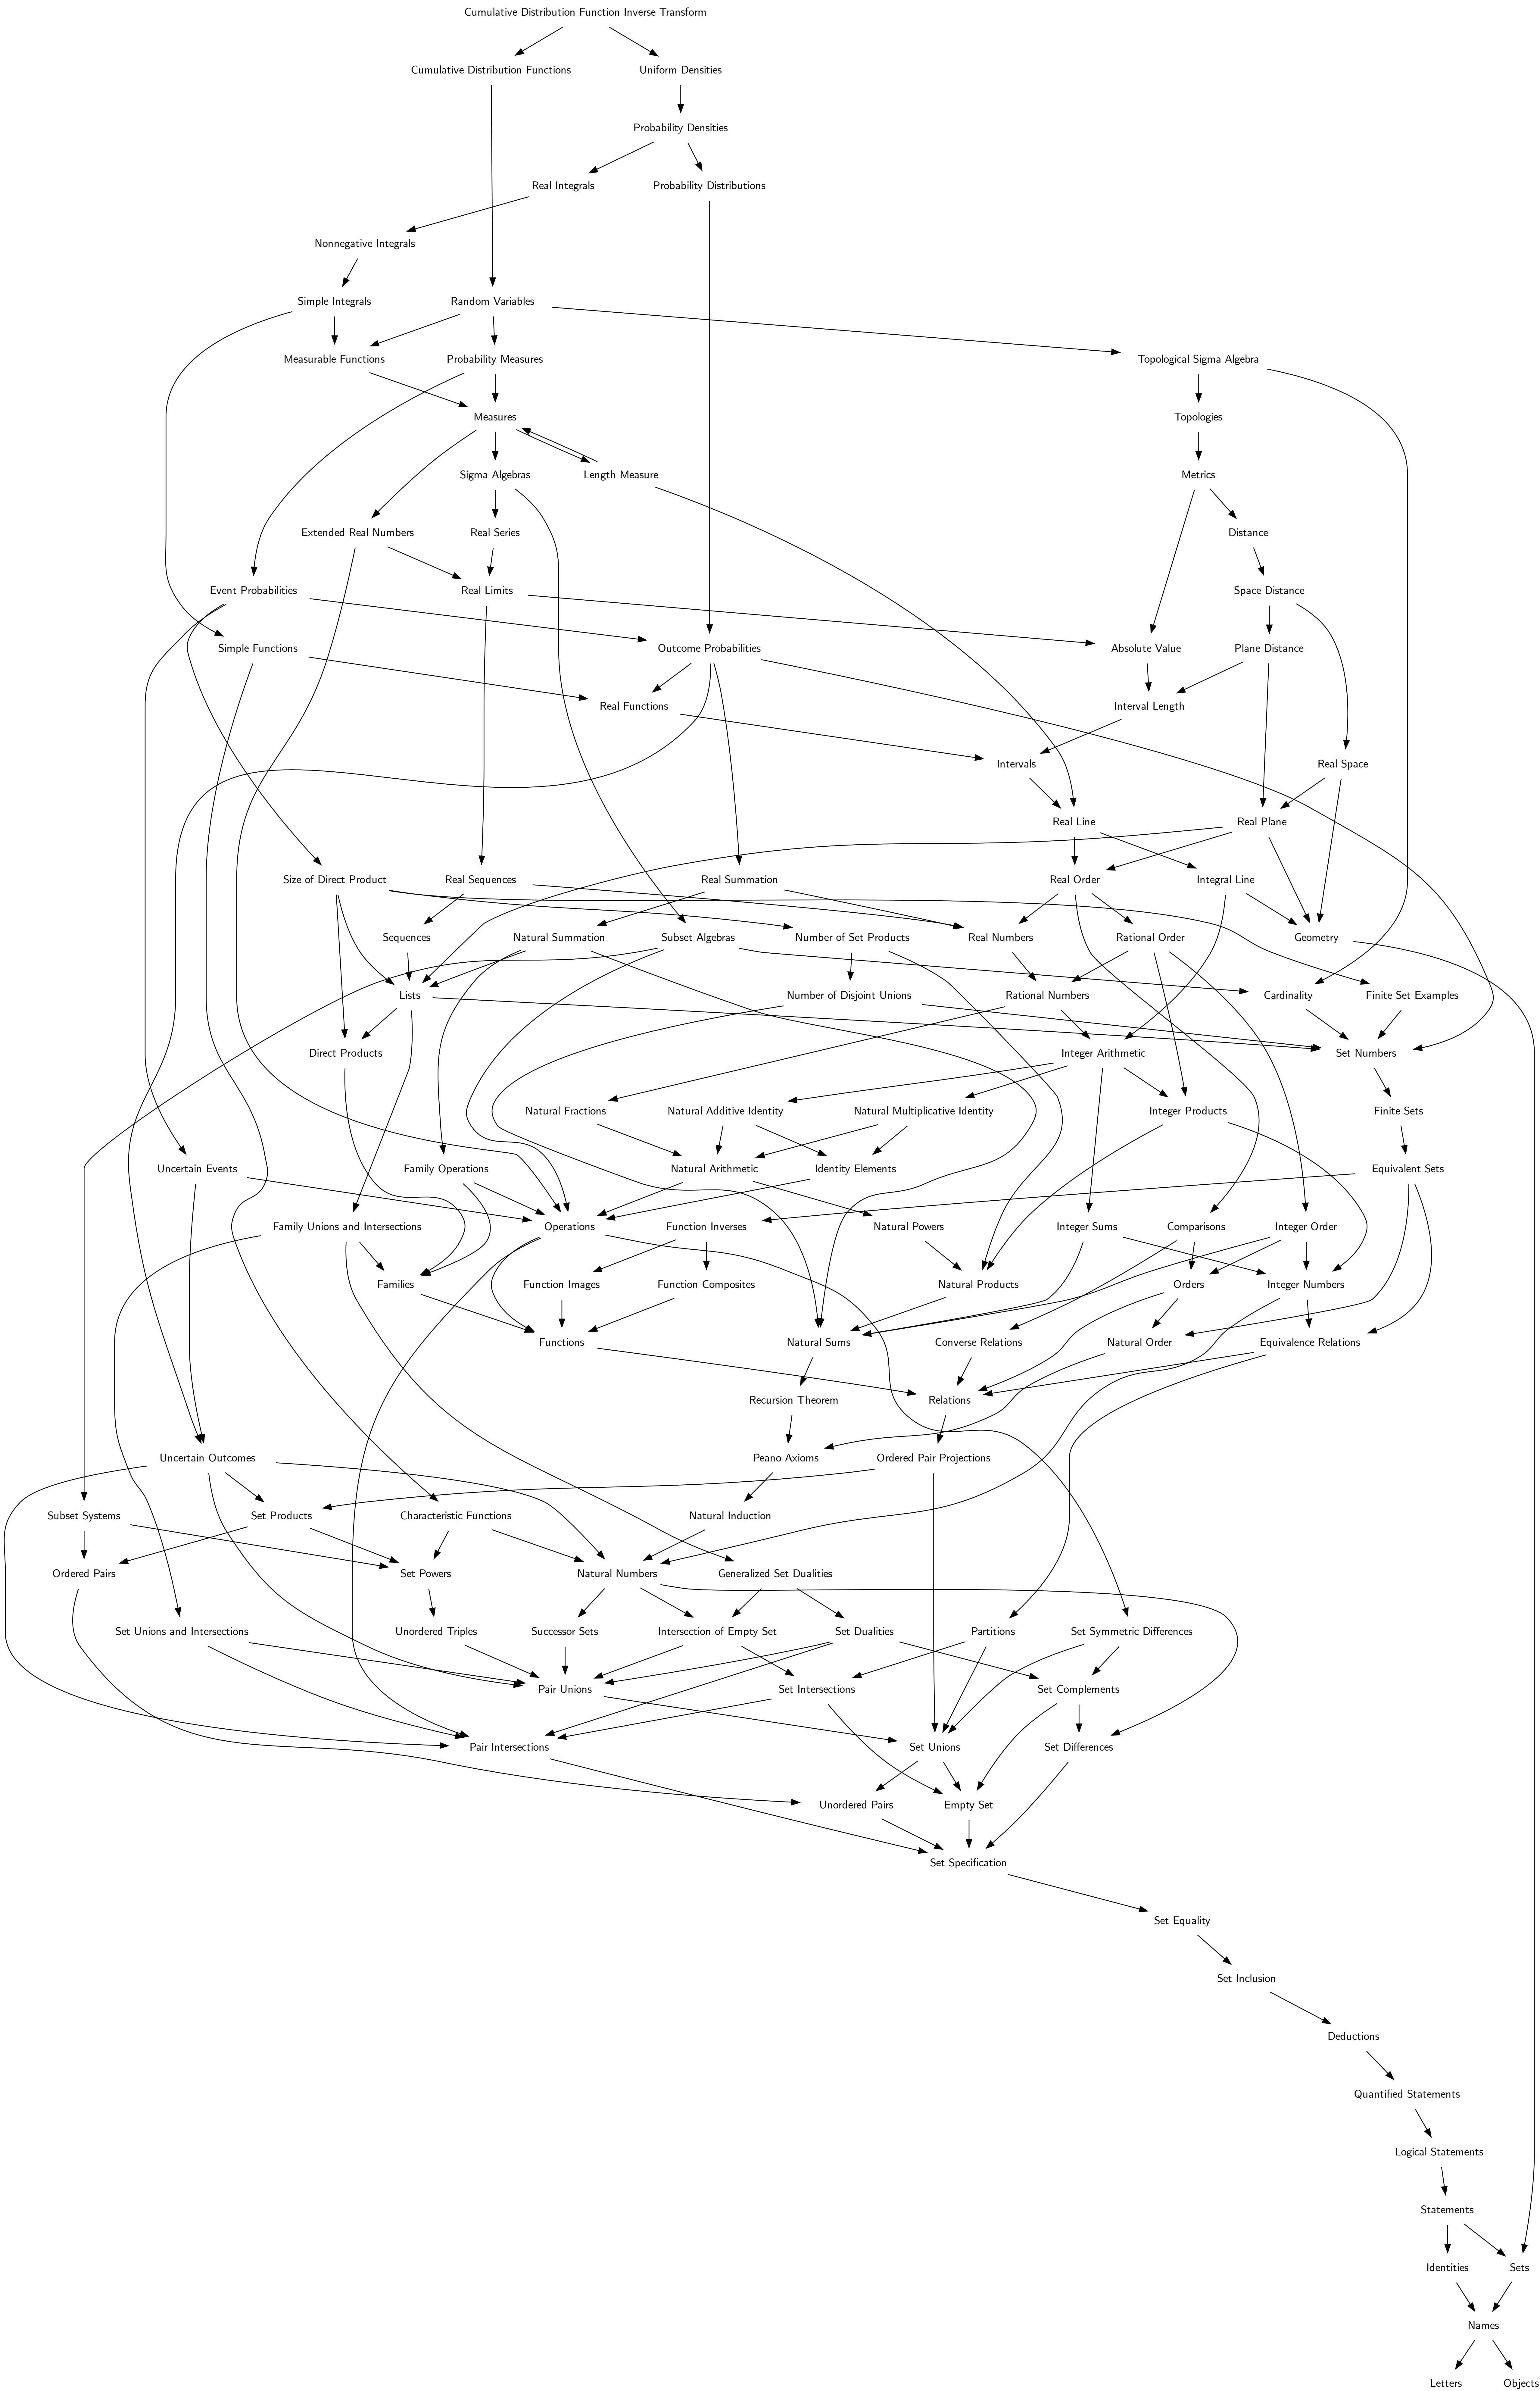 Cumulative Distribution Function Inverse Transform
Cumulative Distribution Functions
Uniform Densities
Probability Densities
Real Integrals
Probability Distributions
Nonnegative Integrals
Simple Integrals
Random Variables
Measurable Functions
Probability Measures
Topological Sigma Algebra
Measures
Topologies
Sigma Algebras
Length Measure
Metrics
Extended Real Numbers
Real Series
Distance
Event Probabilities
Real Limits
Space Distance
Simple Functions
Outcome Probabilities
Absolute Value
Plane Distance
Real Functions
Interval Length
Intervals
Real Space
Real Line
Real Plane
Size of Direct Product
Real Sequences
Real Summation
Real Order
Integral Line
Sequences
Natural Summation
Subset Algebras
Number of Set Products
Real Numbers
Rational Order
Geometry
Lists
Number of Disjoint Unions
Rational Numbers
Cardinality
Finite Set Examples
Direct Products
Integer Arithmetic
Set Numbers
Natural Fractions
Natural Additive Identity
Natural Multiplicative Identity
Integer Products
Finite Sets
Uncertain Events
Family Operations
Natural Arithmetic
Identity Elements
Equivalent Sets
Family Unions and Intersections
Operations
Function Inverses
Natural Powers
Integer Sums
Comparisons
Integer Order
Families
Function Images
Function Composites
Natural Products
Orders
Integer Numbers
Functions
Natural Sums
Converse Relations
Natural Order
Equivalence Relations
Recursion Theorem
Relations
Uncertain Outcomes
Peano Axioms
Ordered Pair Projections
Subset Systems
Set Products
Characteristic Functions
Natural Induction
Ordered Pairs
Set Powers
Natural Numbers
Generalized Set Dualities
Set Unions and Intersections
Unordered Triples
Successor Sets
Intersection of Empty Set
Set Dualities
Partitions
Set Symmetric Differences
Pair Unions
Set Intersections
Set Complements
Pair Intersections
Set Unions
Set Differences
Unordered Pairs
Empty Set
Set Specification
Set Equality
Set Inclusion
Deductions
Quantified Statements
Logical Statements
Statements
Identities
Sets
Names
Letters
Objects